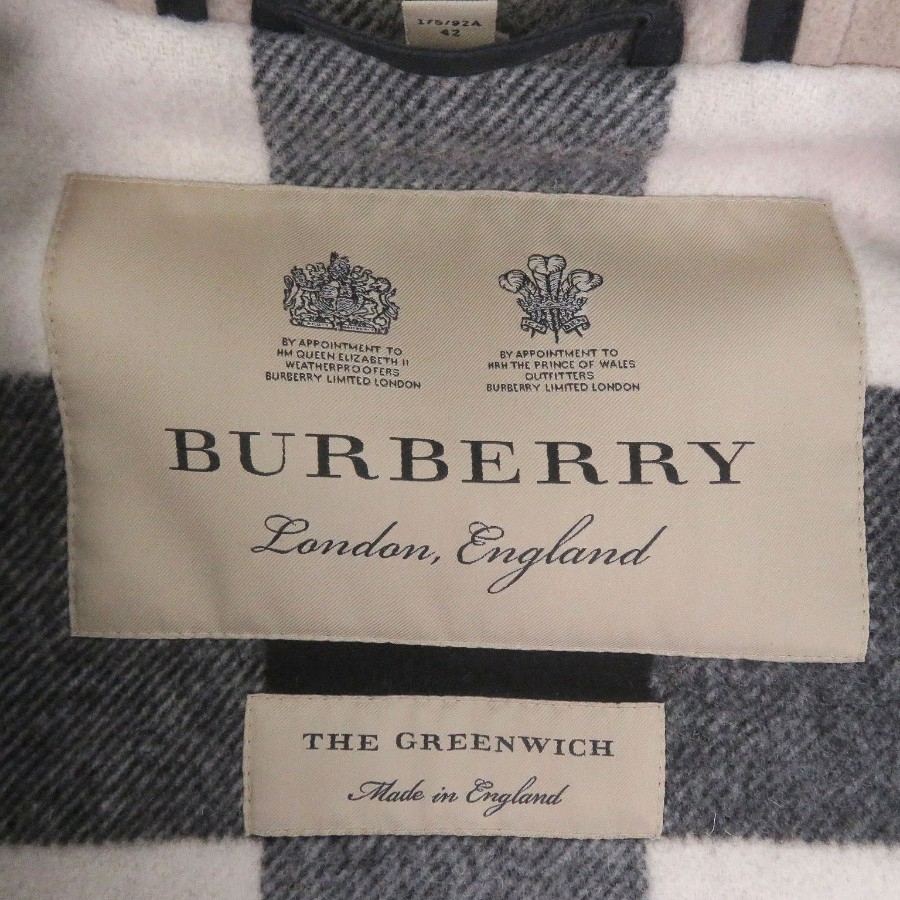 175/92A
42
BY APPOINTMENT TO
HM QUEEN ELIZABETH II
WEATHERPROOFERS
BURBERRY LIMITED LONDON
BY APPOINTMENT TO
HRH THE PRINCE OF WALES
OUTFITTERS
BURBERRY LIMITED LONDON
BURBERRY
London, England
THE GREENWICH
Made in England